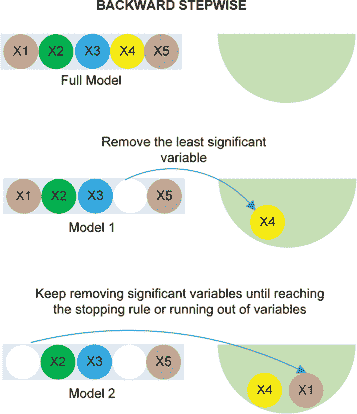 BACKWARD STEPWISE
X1 X2 X3 X4 X5
Full Model
Remove the least significant
variable
X1 X2 X3 X5
X4
Model 1
Keep removing significant variables until reaching
the stopping rule or running out of variables
X2 X3 X5
X4 X1
Model 2